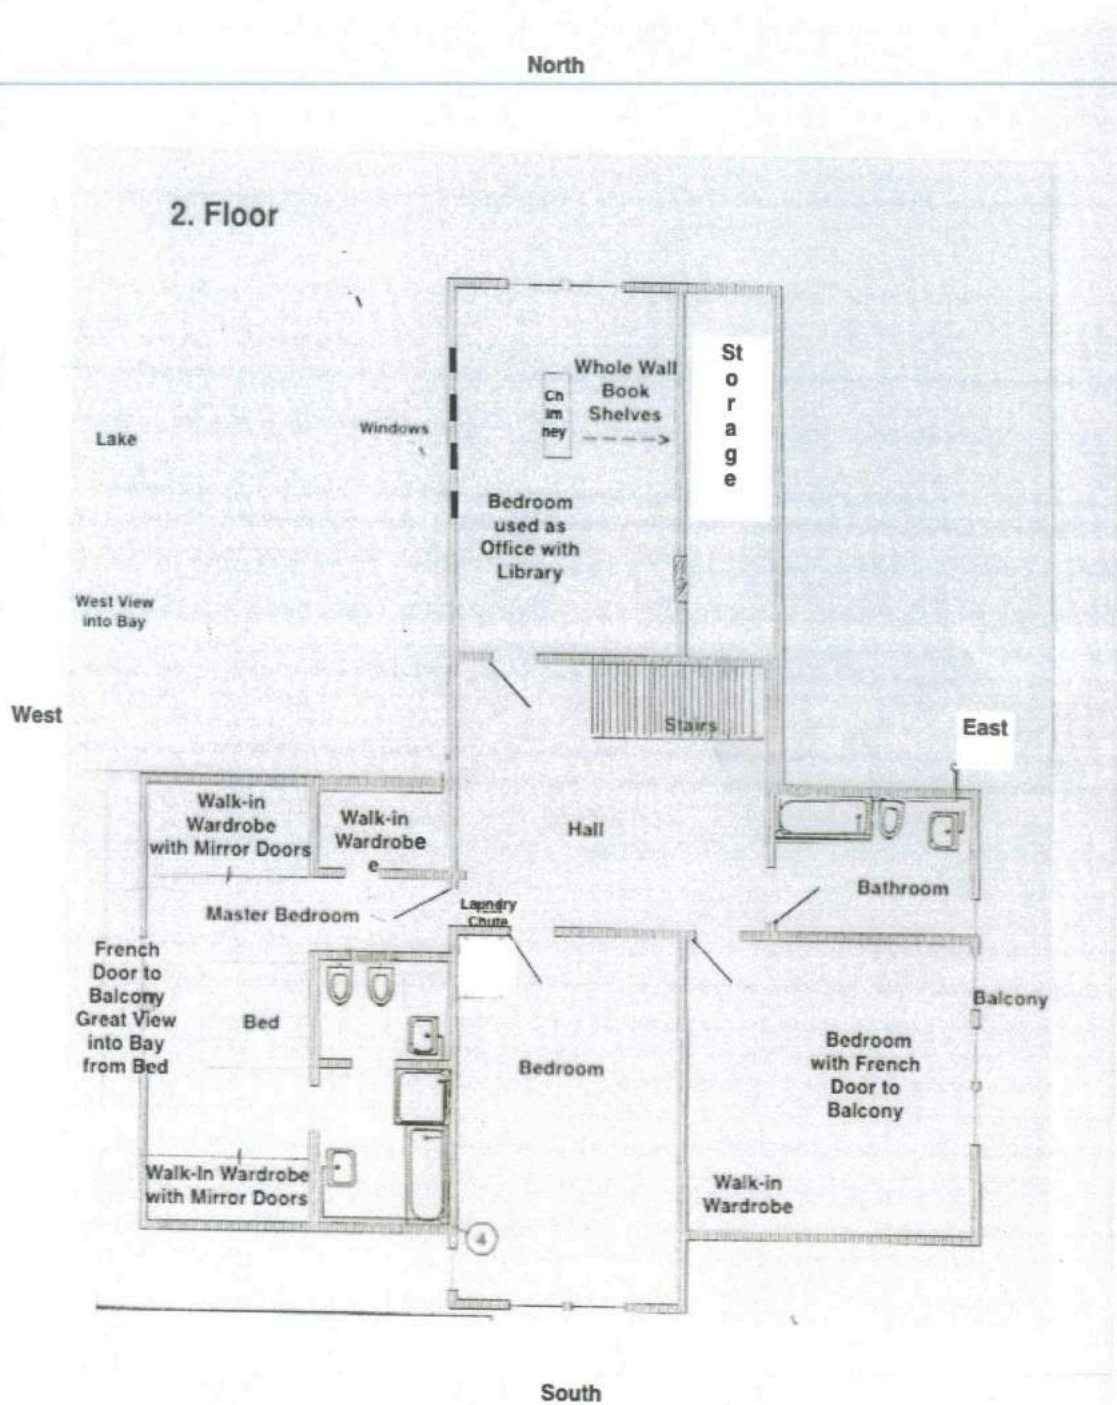 North
2. Floor
St
o
r
a
g
e
Whole Wall
Book
Shelves
Ch
im
ney
Windows
Lake
Bedroom
used as
Office with
Library
West View
into Bay
West
Stairs
East
Walk-in
Wardrobe
with Mirror Doors
Walk-in
Wardrobe
e
Hall
Bathroom
Master Bedroom
Laundry
Chute
French
Door to
Balcony
Great View
into Bay
from Bed
Bed
Balcony
Bedroom
Bedroom
with French
Door to
Balcony
Walk-In Wardrobe
with Mirror Doors
Walk-in
Wardrobe
4
South